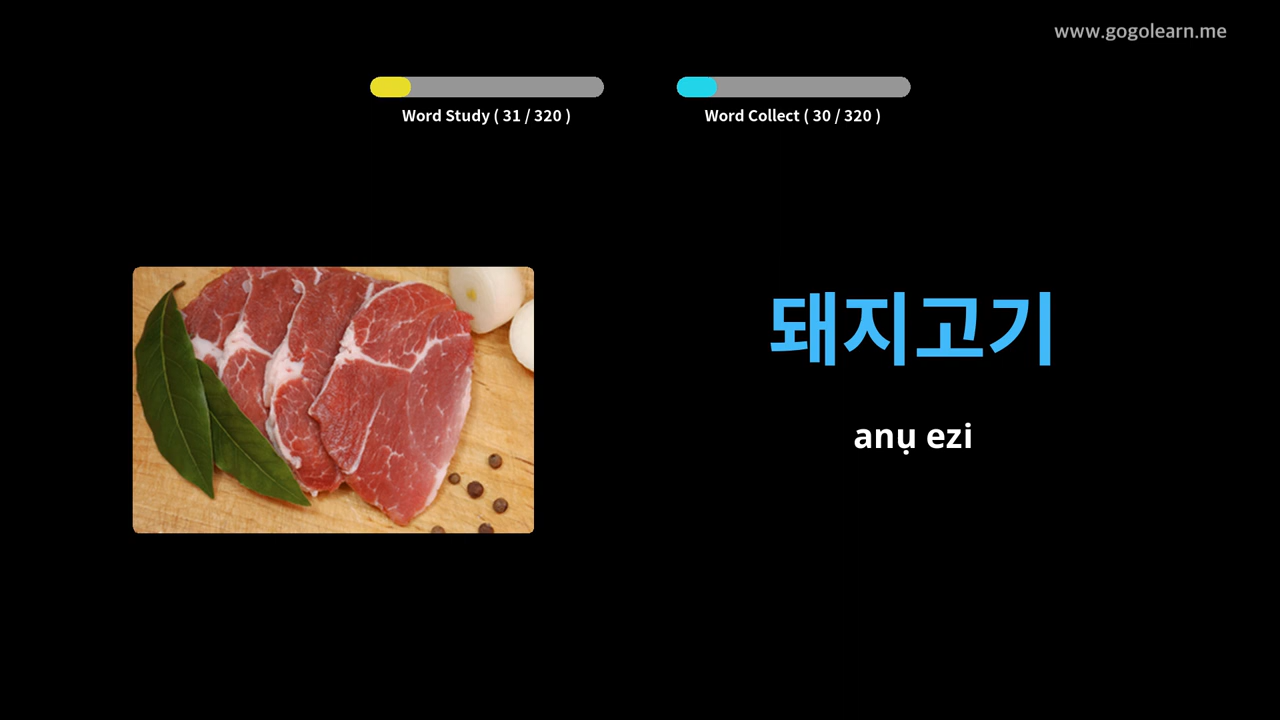 www.gogolearn.me
Word Study ( 31 / 320 )
Word Collect ( 30 / 320 )
돼지고기
anụ ezi